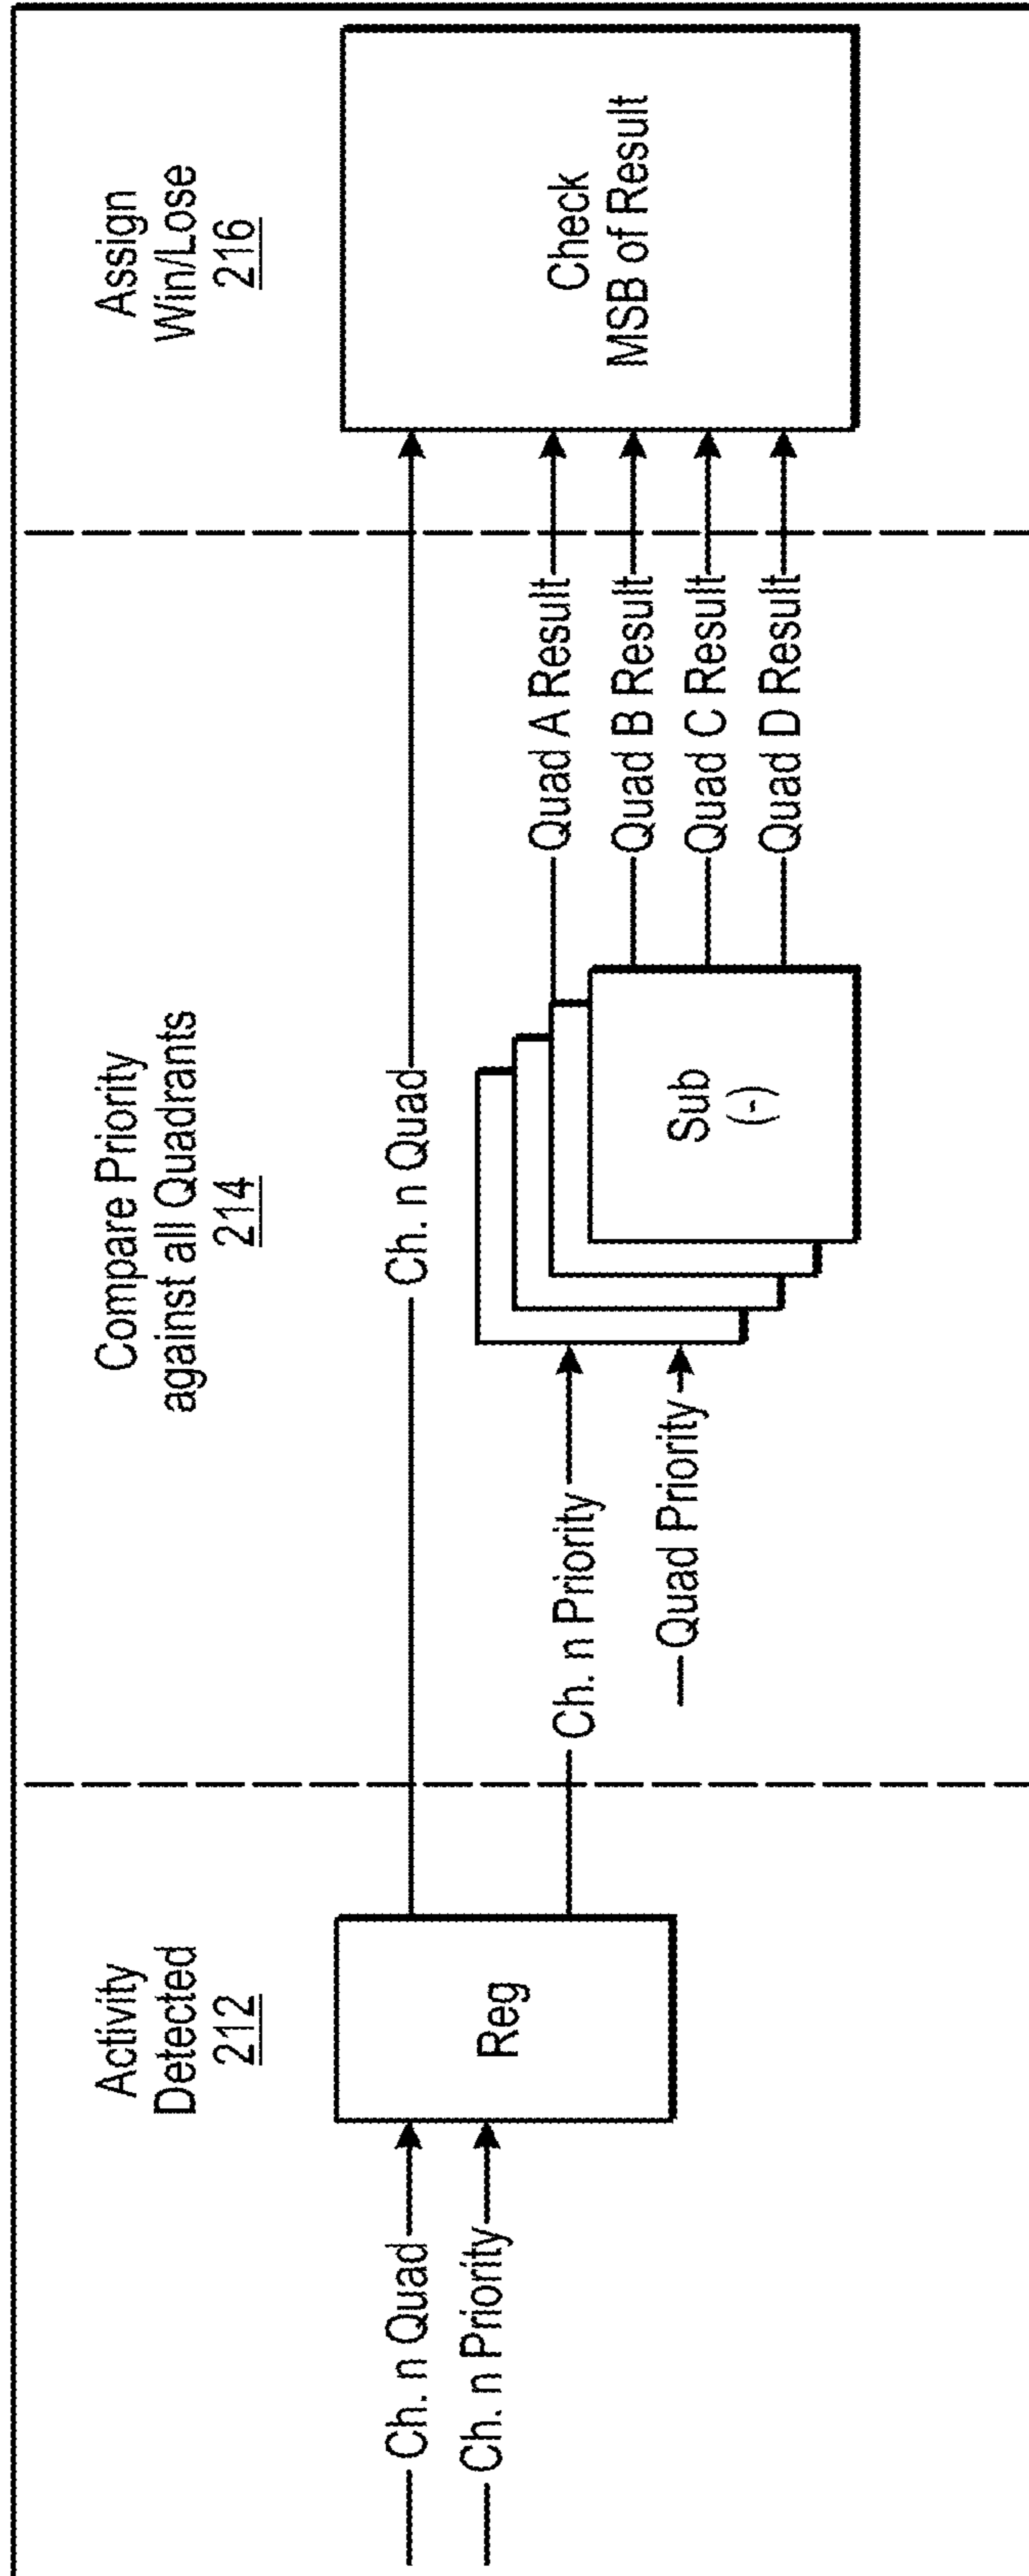 Activity
Detected
212
Compare Priority
against all Quadrants
214
Assign
Win/Lose
216
Ch. n Quad
Ch. n Priority
Reg
Ch. n Quad
Ch. n Priority
Quad Priority
Sub
(-)
Quad A Result
Quad B Result
Quad C Result
Quad D Result
Check
MSB of Result